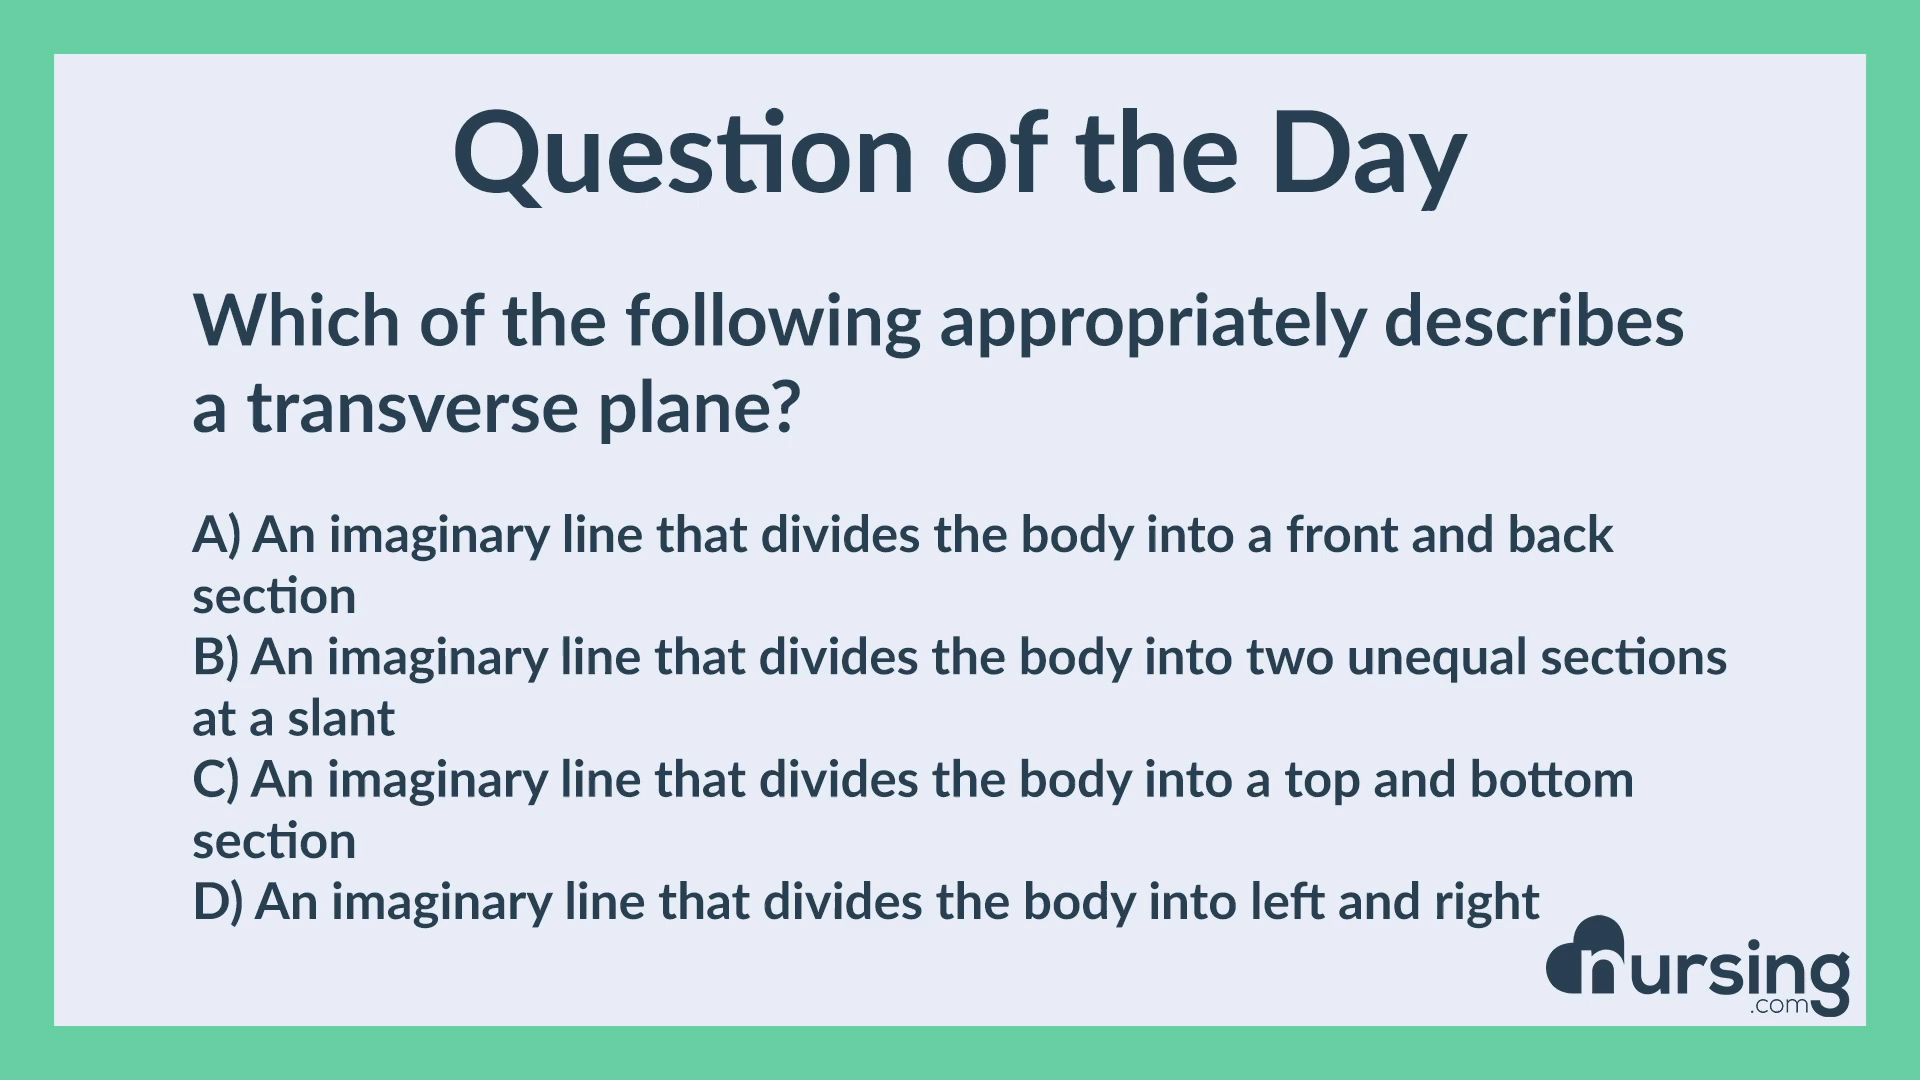 Question of the Day
Which of the following appropriately describes
a transverse plane?
A) An imaginary line that divides the body into a front and back
section
B) An imaginary line that divides the body into two unequal sections
at a slant
C) An imaginary line that divides the body into a top and bottom
section
D) An imaginary line that divides the body into left and right
nursing
.com